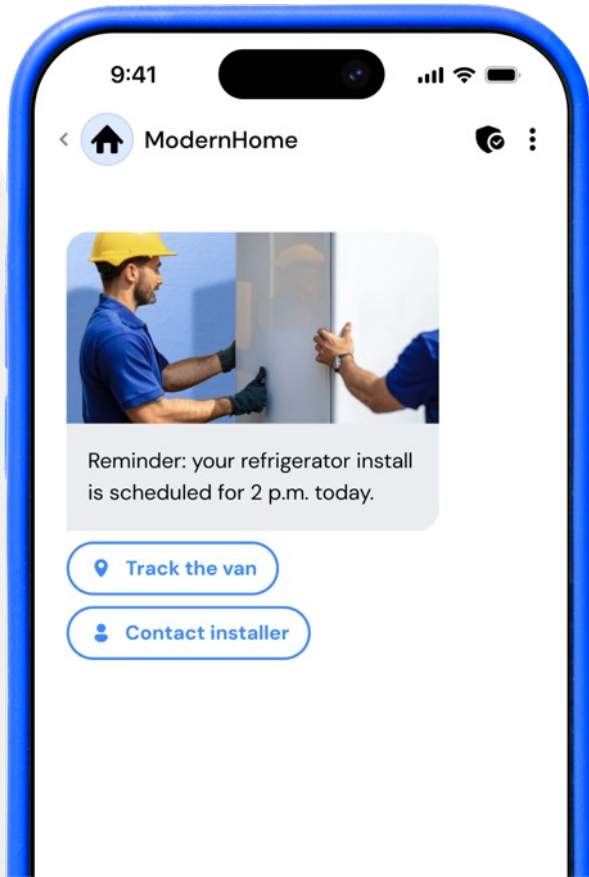 9:41
ModernHome
Reminder: your refrigerator install
is scheduled for 2 p.m. today.
Track the van
Contact installer